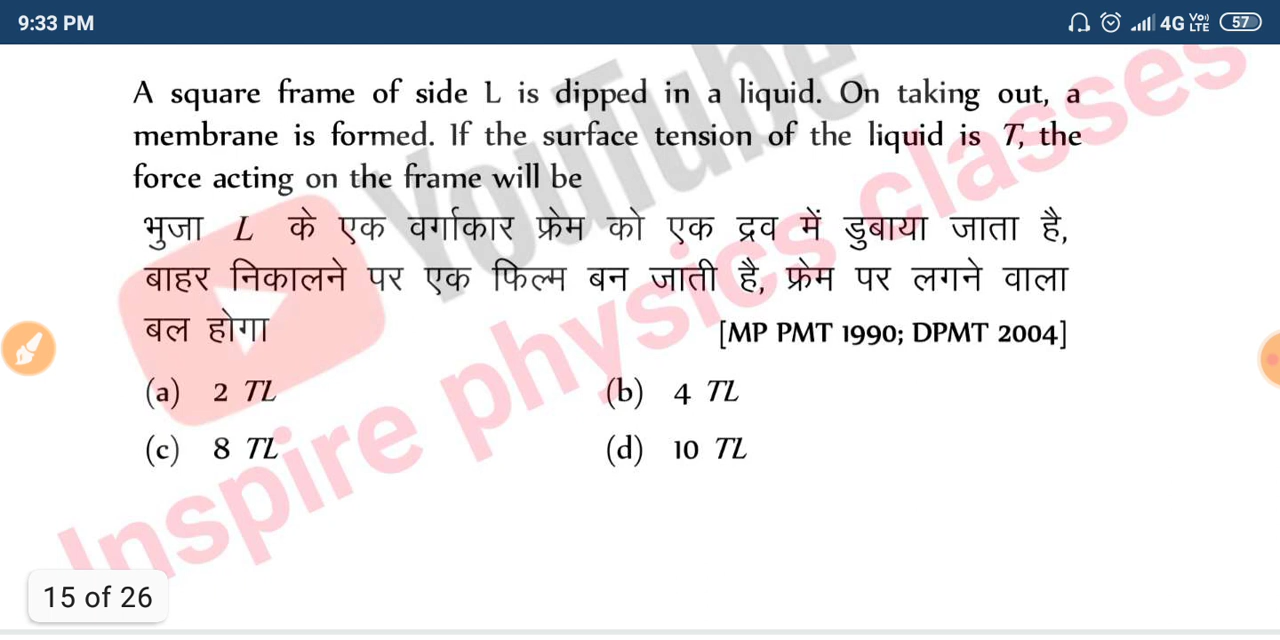 9:33 PM
4G Vo) LTE 57
A square frame of side L is dipped in a liquid. On taking out, a
membrane is formed. If the surface tension of the liquid is T, the
force acting on the frame will be
भुजा L के एक वर्गाकार फ्रेम को एक द्रव में डुबाया जाता है,
बाहर निकालने पर एक फिल्म बन जाती है, फ्रेम पर लगने वाला
बल होगा [MP PMT 1990; DPMT 2004]
(a) 2 TL (b) 4 TL
(c) 8 TL (d) 10 TL
YouTube
Inspire physics classes
15 of 26